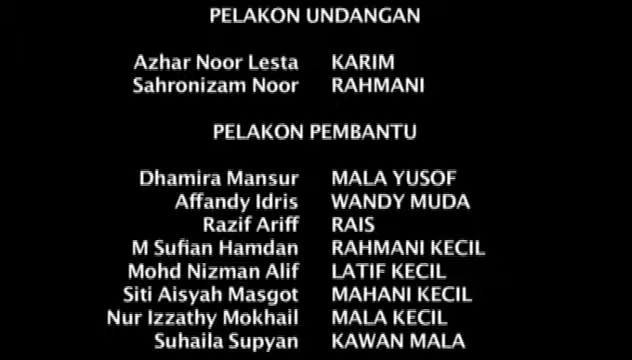 PELAKON UNDANGAN
Azhar Noor Lesta KARIM
Sahronizam Noor RAHMANI
PELAKON PEMBANTU
Dhamira Mansur MALA YUSOF
Affandy Idris WANDY MUDA
Razif Ariff RAIS
M Sufian Hamdan RAHMANI KECIL
Mohd Nizman Alif LATIF KECIL
Siti Aisyah Masgot MAHANI KECIL
Nur Izzathy Mokhail MALA KECIL
Suhaila Supyan KAWAN MALA